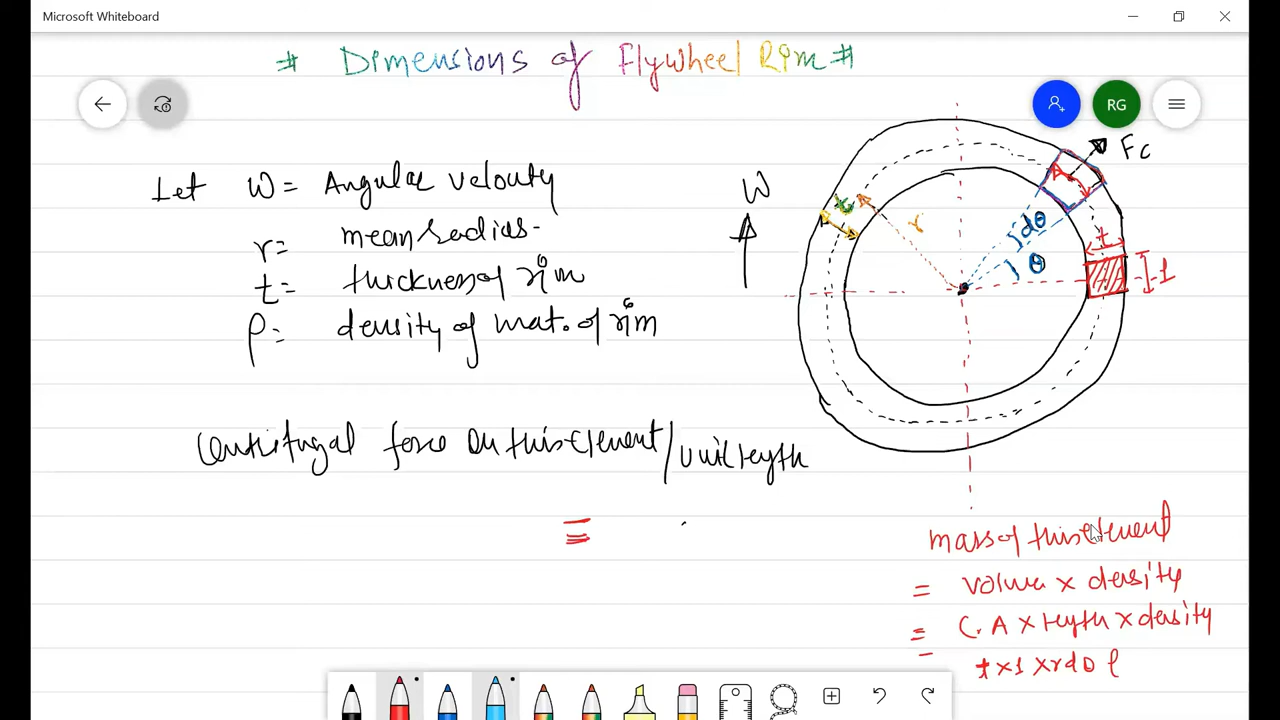 Microsoft Whiteboard
# Dimensions of Flywheel Rim #
RG
Let ω = Angular velocity
r = mean radius-
t = thickness of rim
ρ = density of mat. of rim
ω
t
r
dθ
θ
Fc
t
1
Centrifugal force on this element/unit length
=
mass of this element
= volume x density
= C.A x length x density
= t x 1 x rdθ ρ